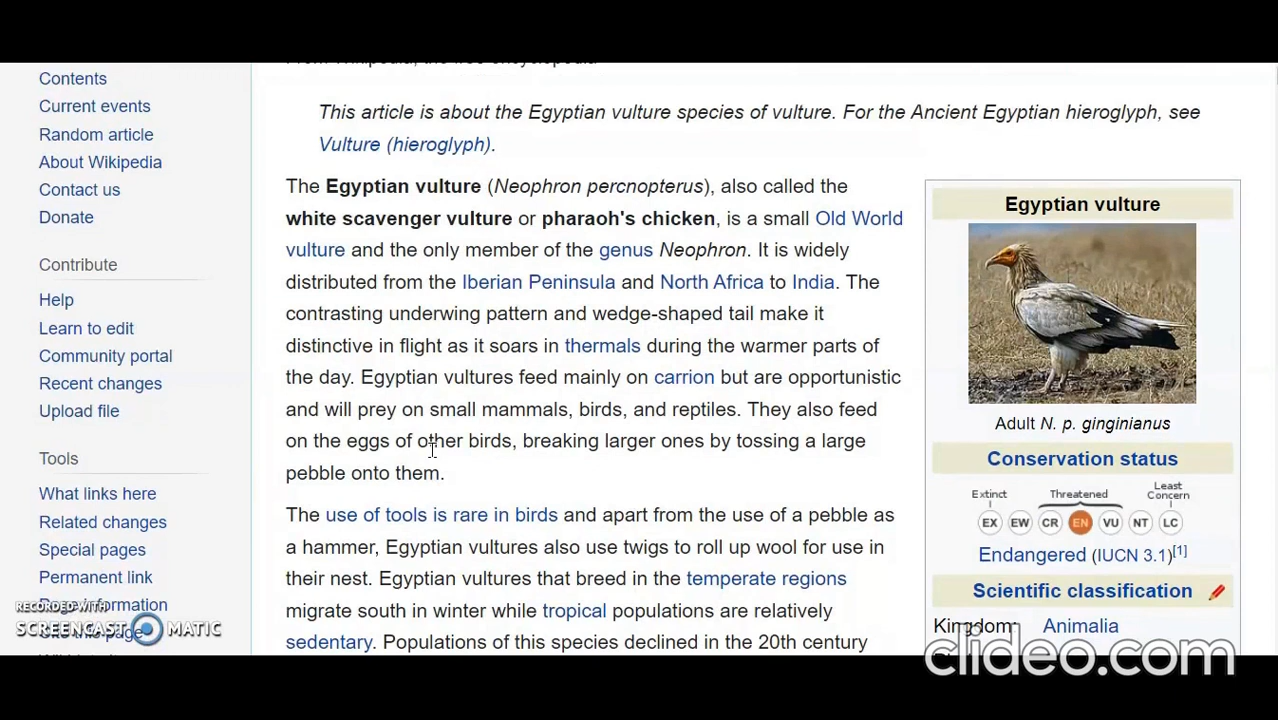 Contents
Current events
Random article
About Wikipedia
Contact us
Donate
Contribute
Help
Learn to edit
Community portal
Recent changes
Upload file
Tools
What links here
Related changes
Special pages
Permanent link
information
From Wikipedia, the free encyclopedia
This article is about the Egyptian vulture species of vulture. For the Ancient Egyptian hieroglyph, see
Vulture (hieroglyph).
The Egyptian vulture (Neophron percnopterus), also called the
white scavenger vulture or pharaoh's chicken, is a small Old World
vulture and the only member of the genus Neophron. It is widely
distributed from the Iberian Peninsula and North Africa to India. The
contrasting underwing pattern and wedge-shaped tail make it
distinctive in flight as it soars in thermals during the warmer parts of
the day. Egyptian vultures feed mainly on carrion but are opportunistic
and will prey on small mammals, birds, and reptiles. They also feed
on the eggs of other birds, breaking larger ones by tossing a large
pebble onto them.
The use of tools is rare in birds and apart from the use of a pebble as
a hammer, Egyptian vultures also use twigs to roll up wool for use in
their nest. Egyptian vultures that breed in the temperate regions
migrate south in winter while tropical populations are relatively
sedentary. Populations of this species declined in the 20th century
Egyptian vulture
Adult N. p. ginginianus
Conservation status
Extinct
Threatened
Least
Concern
EX EW CR EN VU NT LC
Endangered (IUCN 3.1)[1]
Scientific classification
Kingdom: Animalia
RECORDED WITH
SCREENCAST MATIC
clideo.com